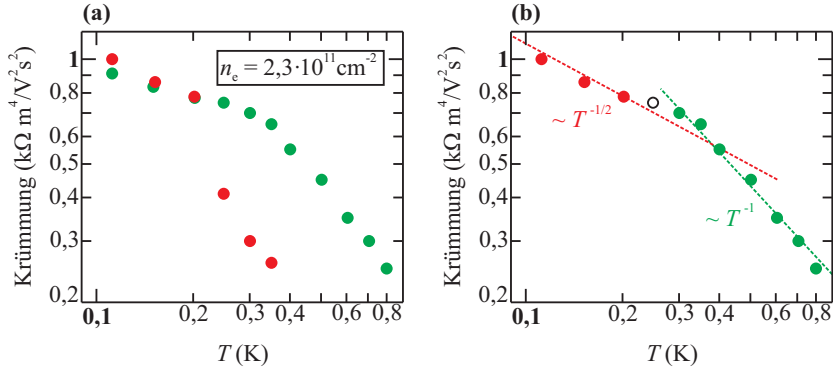 (a)
Krümmung (kΩ m⁴/V²s²)
1
0,8
0,6
0,5
0,4
0,3
0,2
nₑ = 2,3·10¹¹cm⁻²
0,1
0,2
0,3
0,4
0,6
0,8
T (K)
(b)
Krümmung (kΩ m⁴/V²s²)
1
0,8
0,6
0,5
0,4
0,3
0,2
~ T⁻¹/²
~ T⁻¹
0,1
0,2
0,3
0,4
0,6
0,8
T (K)